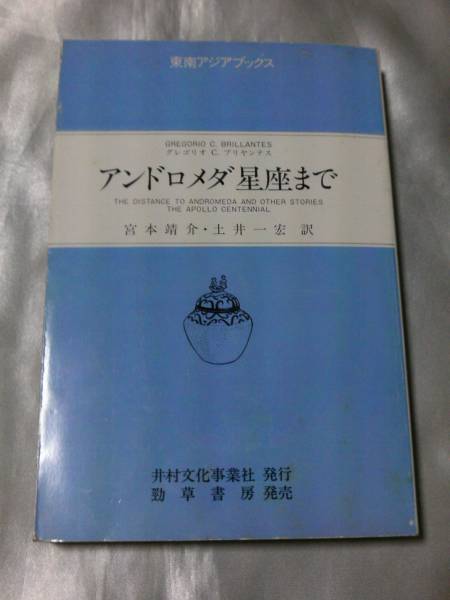 東南アジアブックス
GREGORIO C. BRILLANTES
グレゴリオ C. ブリヤンテス
アンドロメダ星座まで
THE DISTANCE TO ANDROMEDA AND OTHER STORIES
THE APOLLO CENTENNIAL
宮本靖介・土井一宏 訳
井村文化事業社 発行
勁草書房 発売